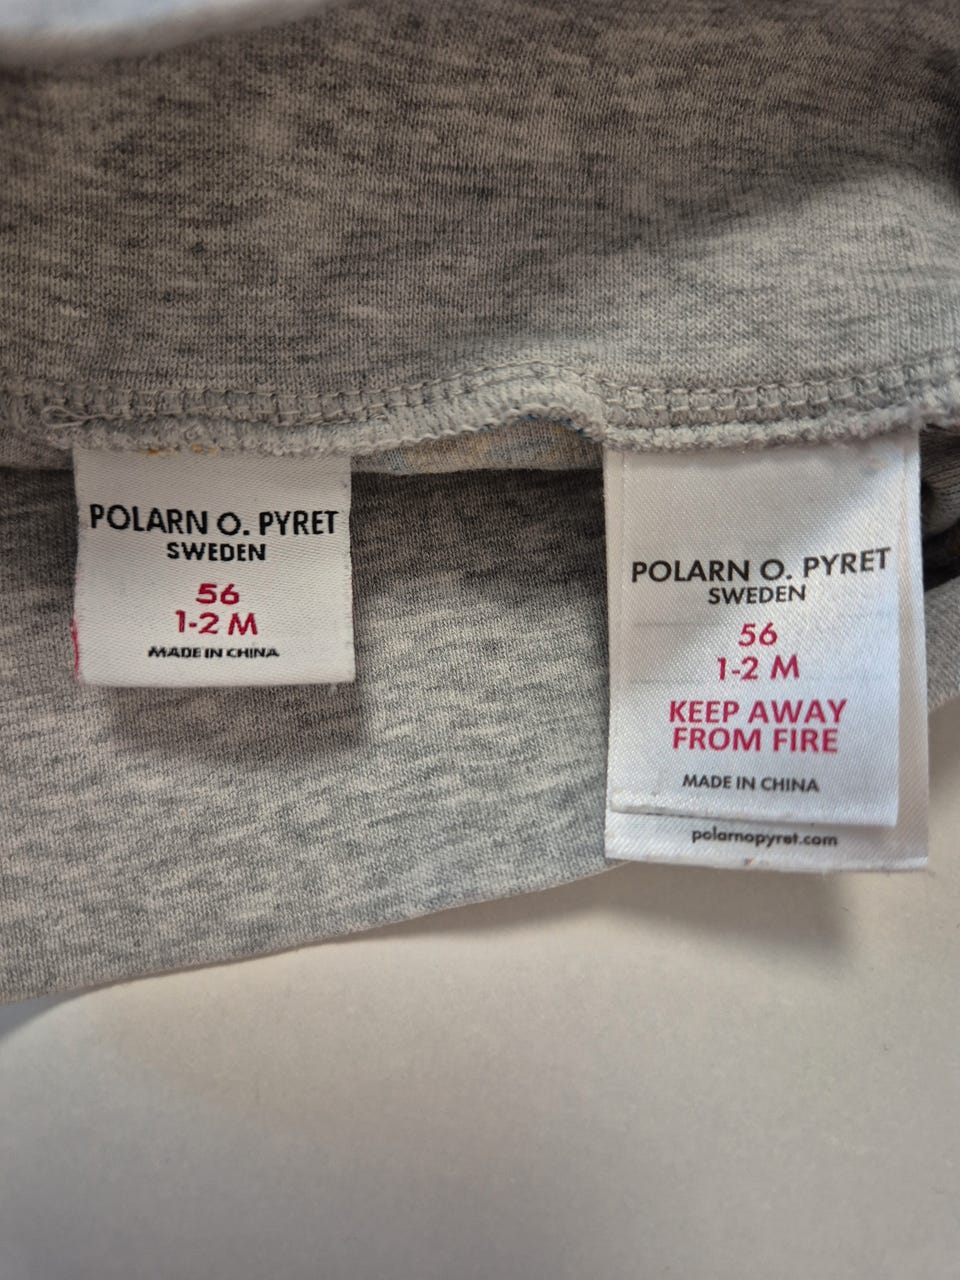 POLARN O. PYRET
SWEDEN
56
1-2 M
MADE IN CHINA
POLARN O. PYRET
SWEDEN
56
1-2 M
KEEP AWAY
FROM FIRE
MADE IN CHINA
polarnopyret.com